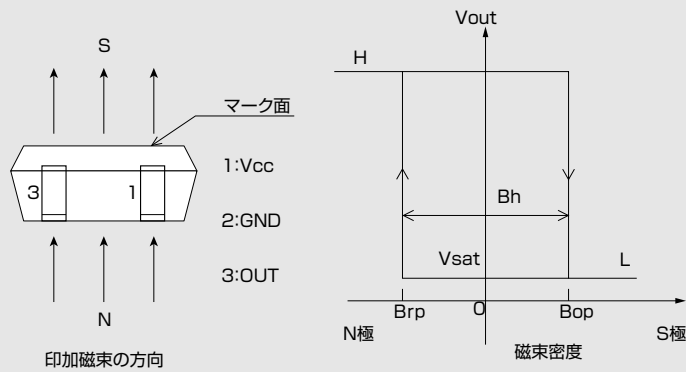 S
マーク面
3
1
1:Vcc
2:GND
3:OUT
N
印加磁束の方向
Vout
H
Bh
Vsat
L
Brp
O
Bop
N極
磁束密度
S極